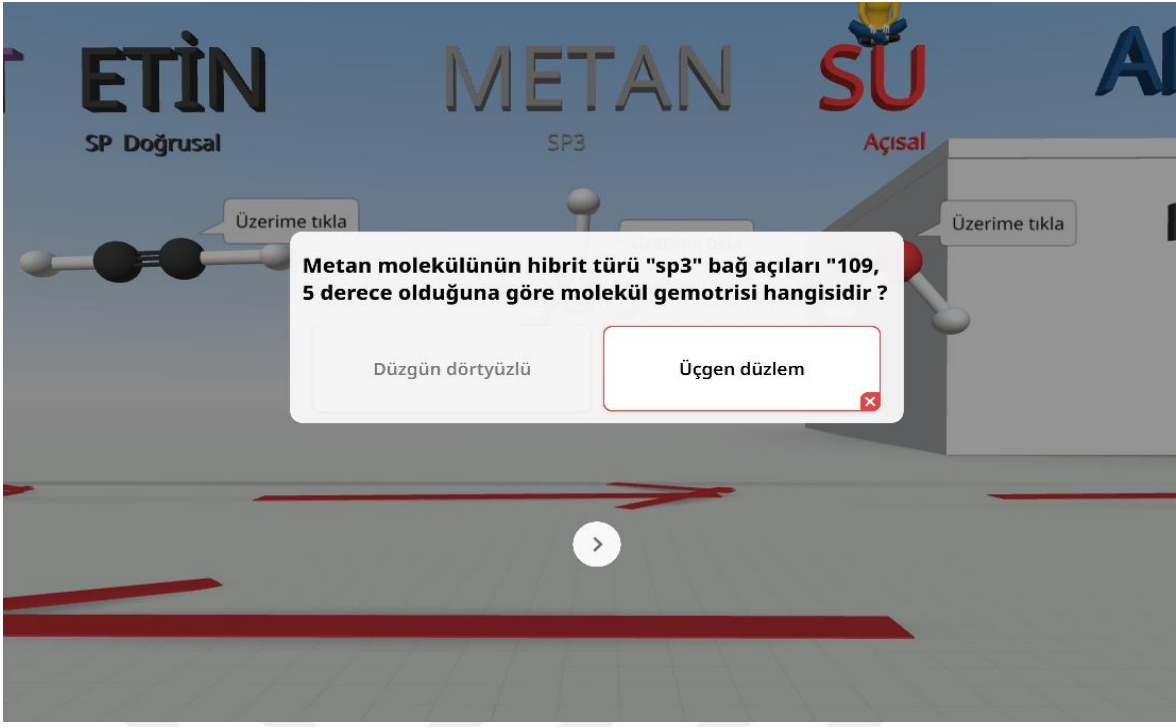 ETİN
METAN
SU
SP Doğrusal
SP3
Açısal
Üzerime tıkla
Üzerime tıkla
Metan molekülünün hibrit türü "sp3" bağ açıları "109,
5 derece olduğuna göre molekül gemotrisi hangisidir ?
Düzgün dörtyüzlü
Üçgen düzlem